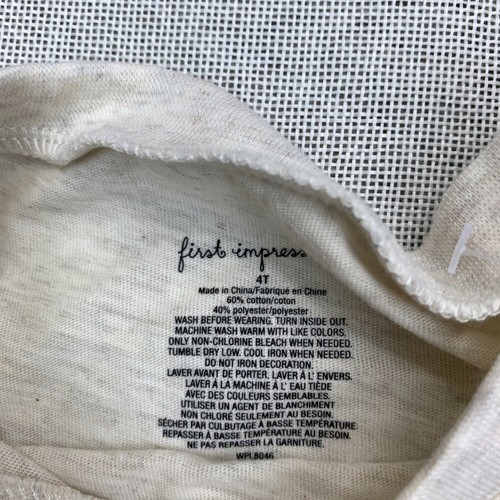 first impress
4T
Made in China/Fabriqué en Chine
60% cotton/coton
40% polyester/polyester
WASH BEFORE WEARING. TURN INSIDE OUT.
MACHINE WASH WARM WITH LIKE COLORS.
ONLY NON-CHLORINE BLEACH WHEN NEEDED.
TUMBLE DRY LOW. COOL IRON WHEN NEEDED.
DO NOT IRON DECORATION.
LAVER AVANT DE PORTER. LAVER À L' ENVERS.
LAVER À LA MACHINE À L' EAU TIÈDE
AVEC DES COULEURS SEMBLABLES.
UTILISER UN AGENT DE BLANCHIMENT
NON CHLORÉ SEULEMENT AU BESOIN.
SÉCHER PAR CULBUTAGE À BASSE TEMPÉRATURE.
REPASSER À BASSE TEMPÉRATURE AU BESOIN.
NE PAS REPASSER LA GARNITURE.
WPL8046